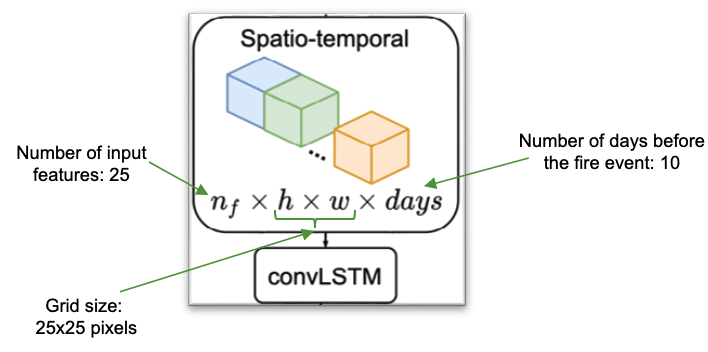 Spatio-temporal
...
Number of input
features: 25
Number of days before
the fire event: 10
n_f × h × w × days
convLSTM
Grid size:
25x25 pixels